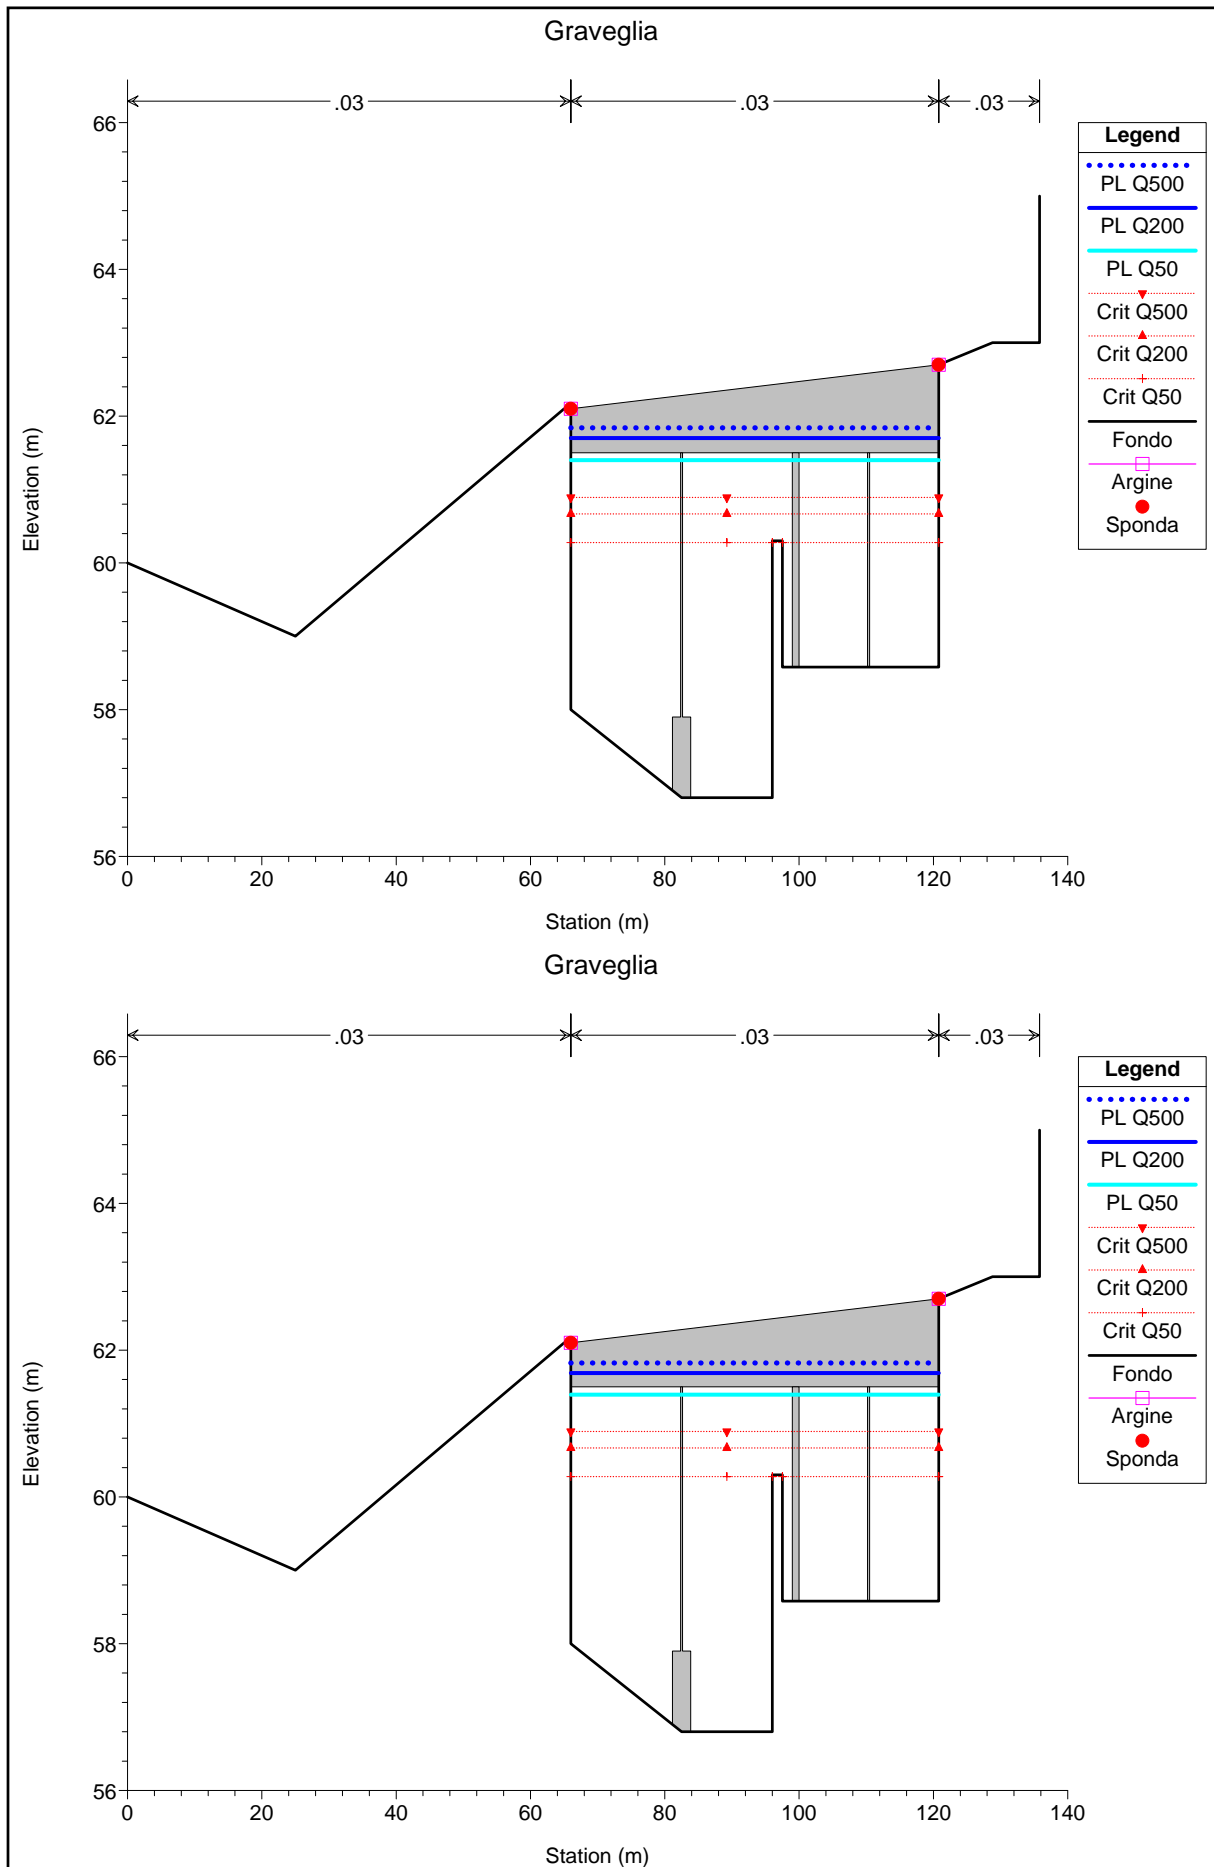 Graveglia
.03 .03 .03
66
64
62
60
58
56
Elevation (m)
0 20 40 60 80 100 120 140
Station (m)
Legend
PL Q500
PL Q200
PL Q50
Crit Q500
Crit Q200
Crit Q50
Fondo
Argine
Sponda
Graveglia
.03 .03 .03
66
64
62
60
58
56
Elevation (m)
0 20 40 60 80 100 120 140
Station (m)
Legend
PL Q500
PL Q200
PL Q50
Crit Q500
Crit Q200
Crit Q50
Fondo
Argine
Sponda